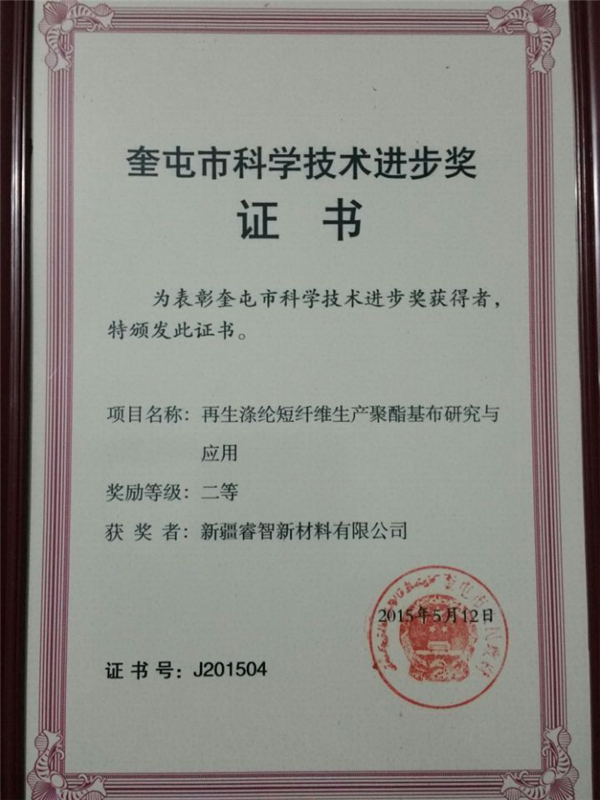 奎屯市科学技术进步奖
证 书
为表彰奎屯市科学技术进步奖获得者，
特颁发此证书。
项目名称：再生涤纶短纤维生产聚酯基布研究与
应用
奖励等级：二等
获 奖 者：新疆睿智新材料有限公司
2015年5月12日
证 书 号：J201504